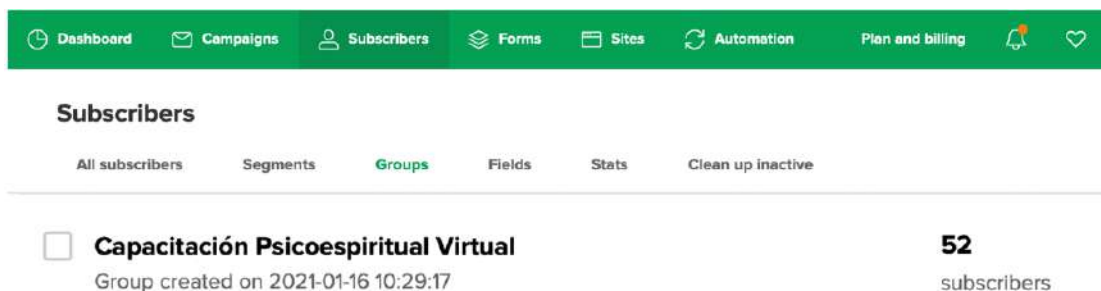 Dashboard Campaigns Subscribers Forms Sites Automation Plan and billing
Subscribers
All subscribers Segments Groups Fields Stats Clean up inactive
Capacitación Psicoespiritual Virtual 52
Group created on 2021-01-16 10:29:17 subscribers